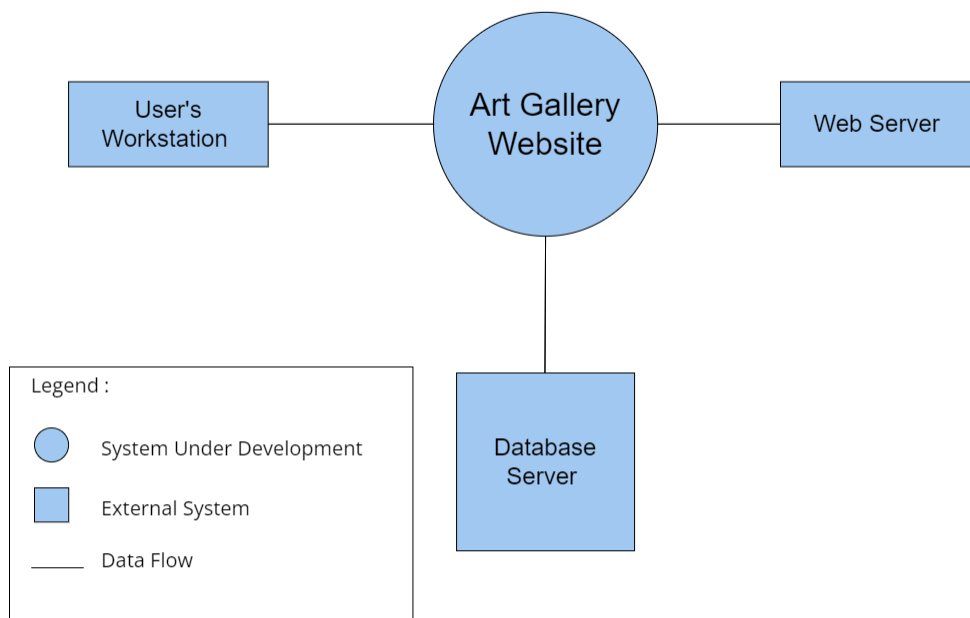 User's
Workstation
Art Gallery
Website
Web Server
Database
Server
Legend :
System Under Development
External System
Data Flow